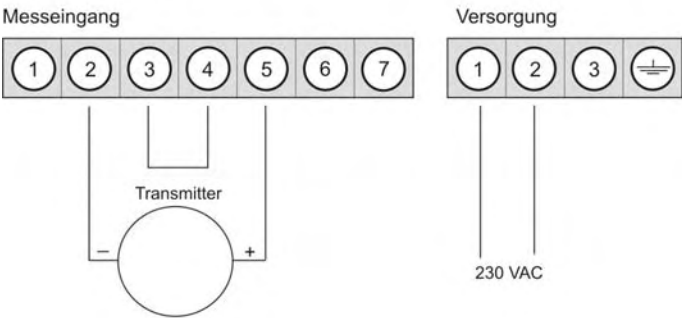 Messeingang
Versorgung
1 2 3 4 5 6 7
1 2 3
Transmitter
– +
230 VAC